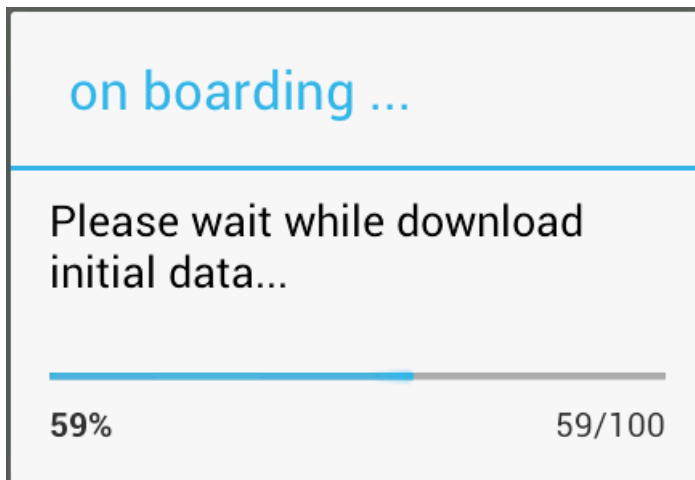 on boarding ...
Please wait while download
initial data...
59%
59/100